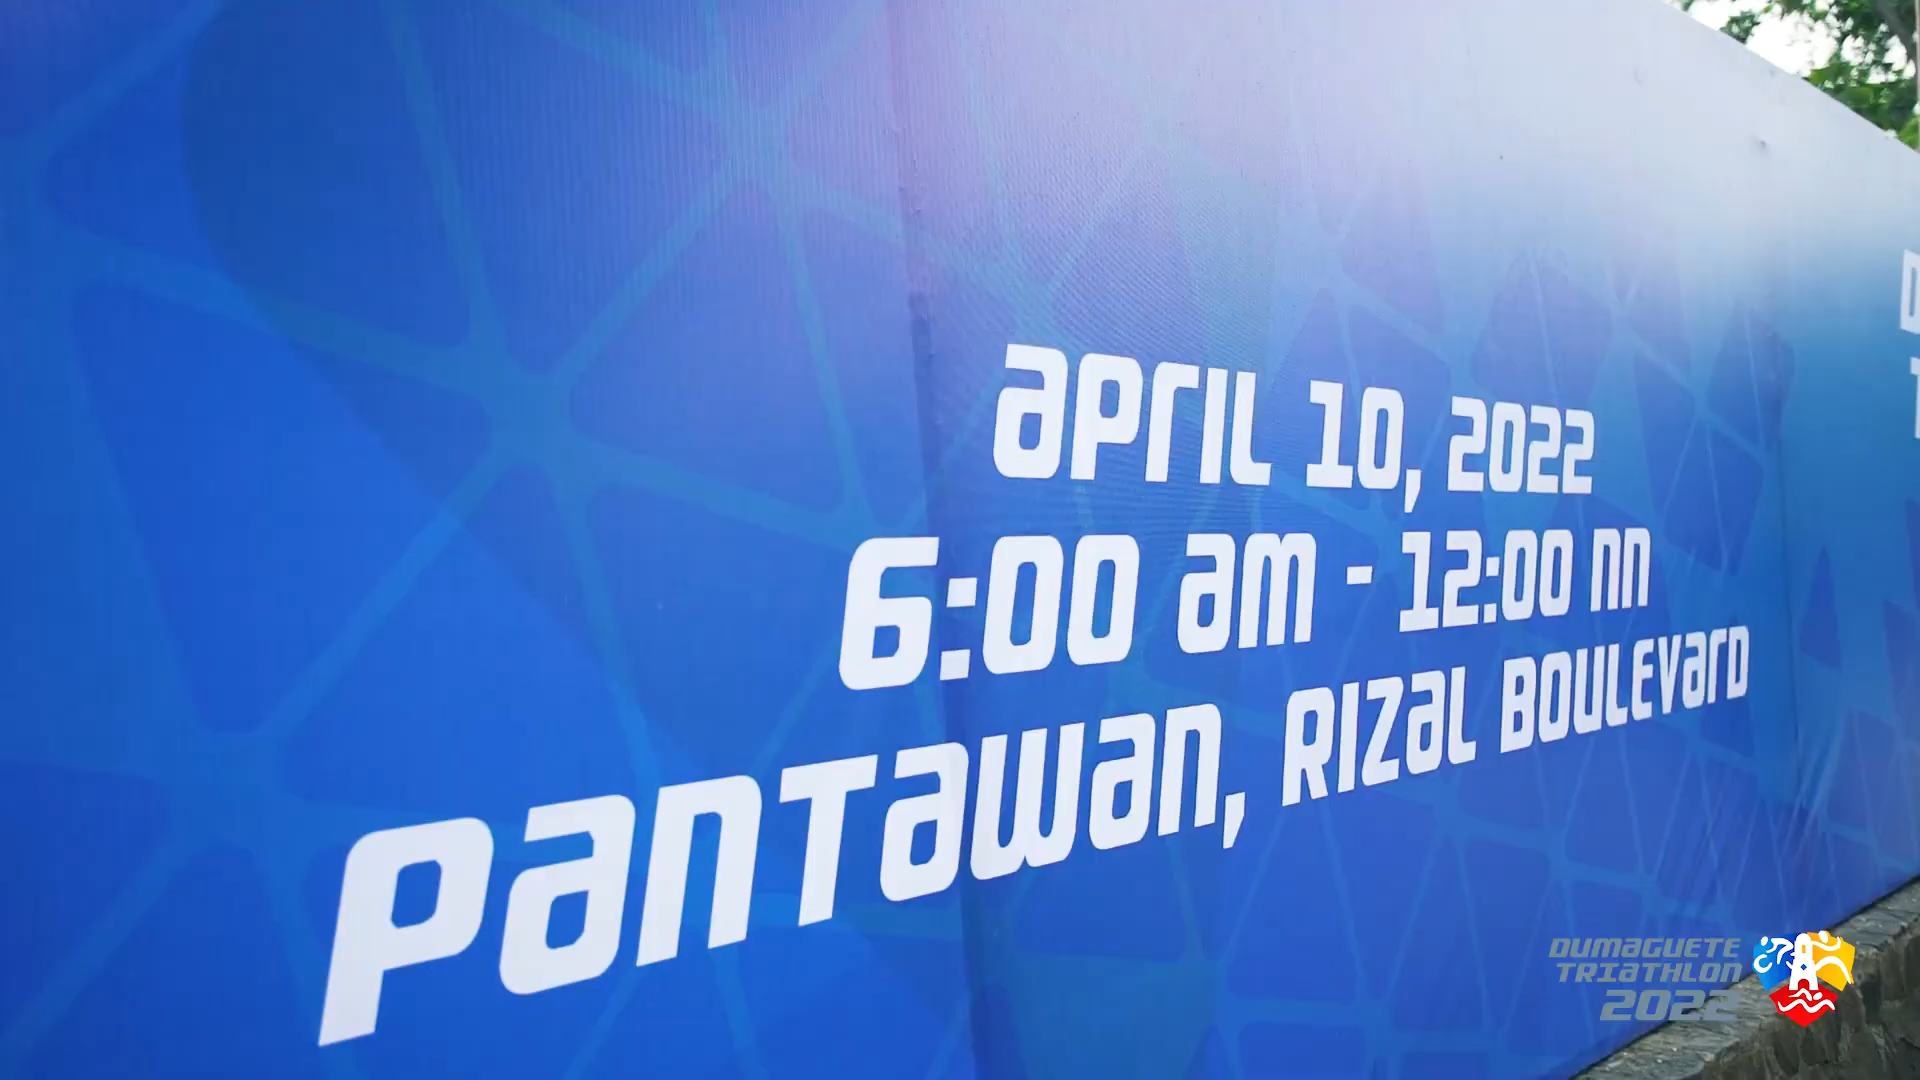 APRIL 10, 2022
6:00 am - 12:00 nn
PANTAWAN, RIZAL BOULEVARD
DUMAGUETE
TRIATHLON
2022